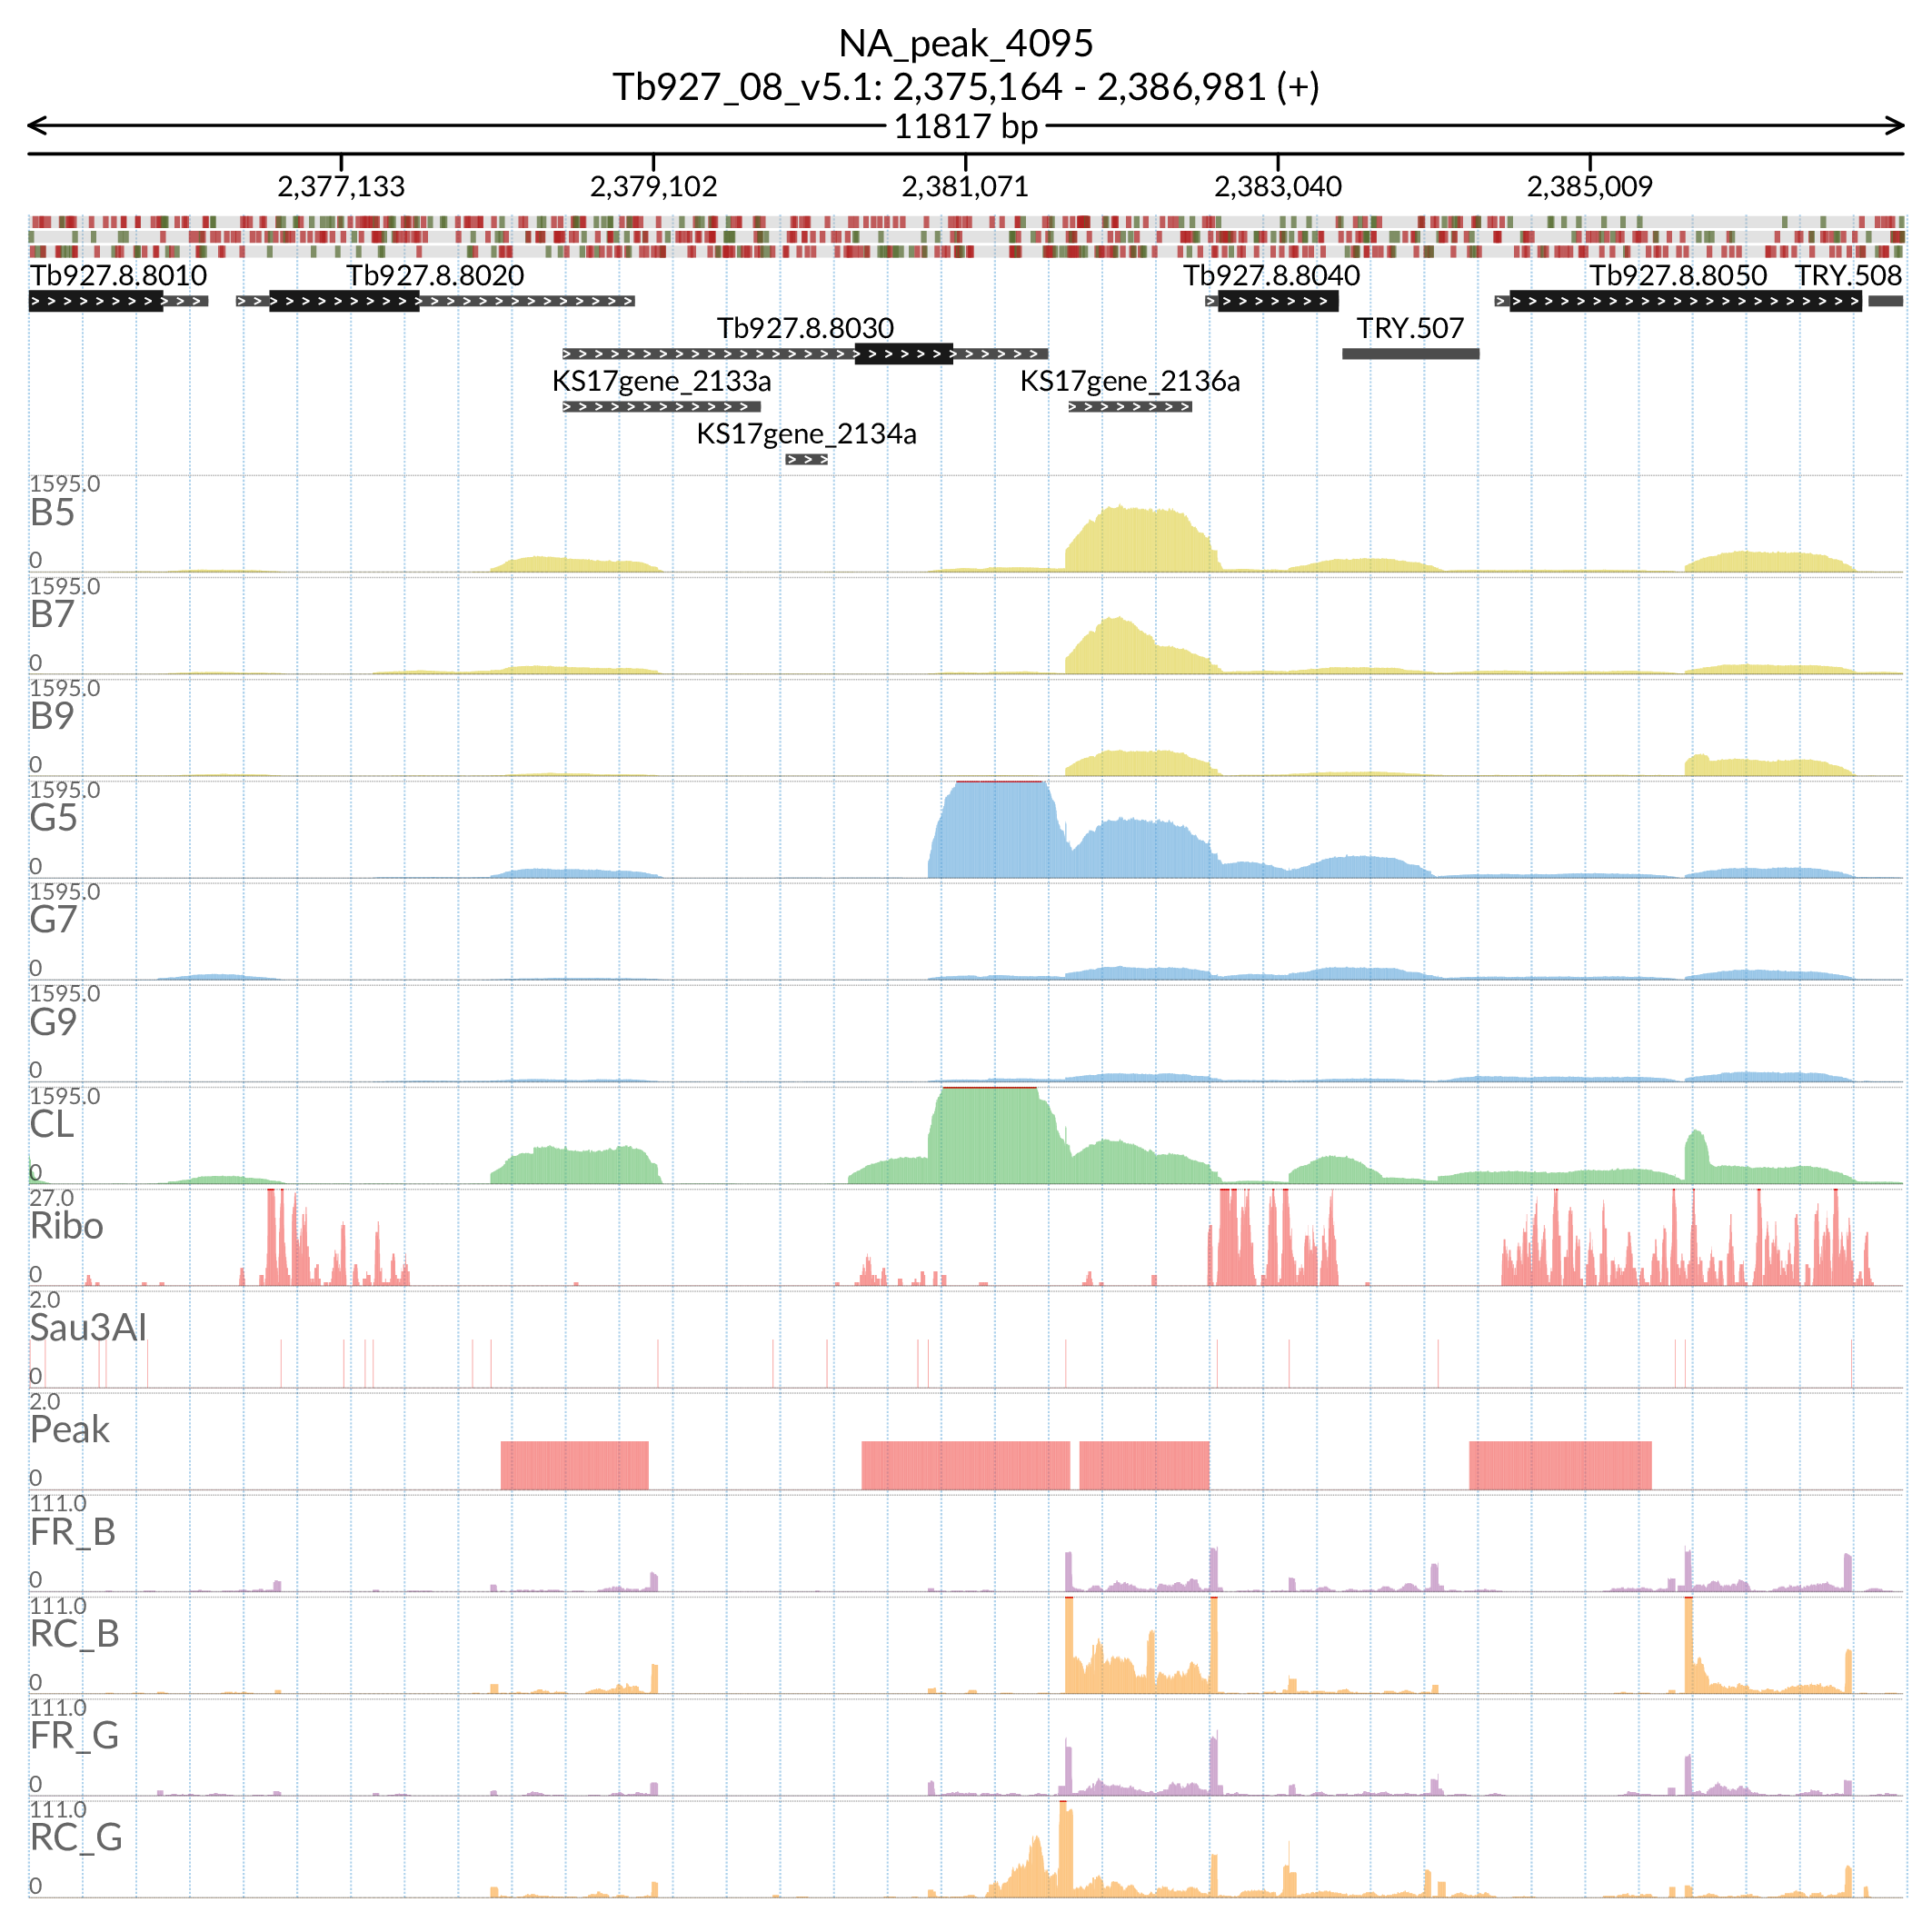 NA_peak_4095
Tb927_08_v5.1: 2,375,164 - 2,386,981 (+)
11817 bp
2,377,133 2,379,102 2,381,071 2,383,040 2,385,009
Tb927.8.8010 Tb927.8.8020 Tb927.8.8040 Tb927.8.8050 TRY.508
Tb927.8.8030 TRY.507
KS17gene_2133a KS17gene_2136a
KS17gene_2134a
1595.0
B5
0
1595.0
B7
0
1595.0
B9
0
1595.0
G5
0
1595.0
G7
0
1595.0
G9
0
1595.0
CL
0
27.0
Ribo
0
2.0
Sau3AI
0
2.0
Peak
0
111.0
FR_B
0
111.0
RC_B
0
111.0
FR_G
0
111.0
RC_G
0